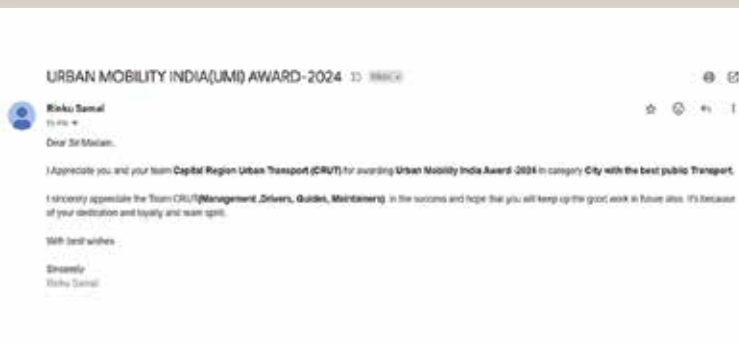 URBAN MOBILITY INDIA(UMI) AWARD-2024
Rinku Samal
Dear Sir/Madam,
I Appreciate you and your team Capital Region Urban Transport (CRUT) for awarding Urban Mobility India Award -2024 in category City with the best public Transport.
I sincerely appreciate the Team CRUT(Management ,Drivers, Guides, Maintainers) in the success and hope that you will keep up the good work in future also. It's because
of your dedication and loyalty and team spirit.
With best wishes
Sincerely
Rinku Samal